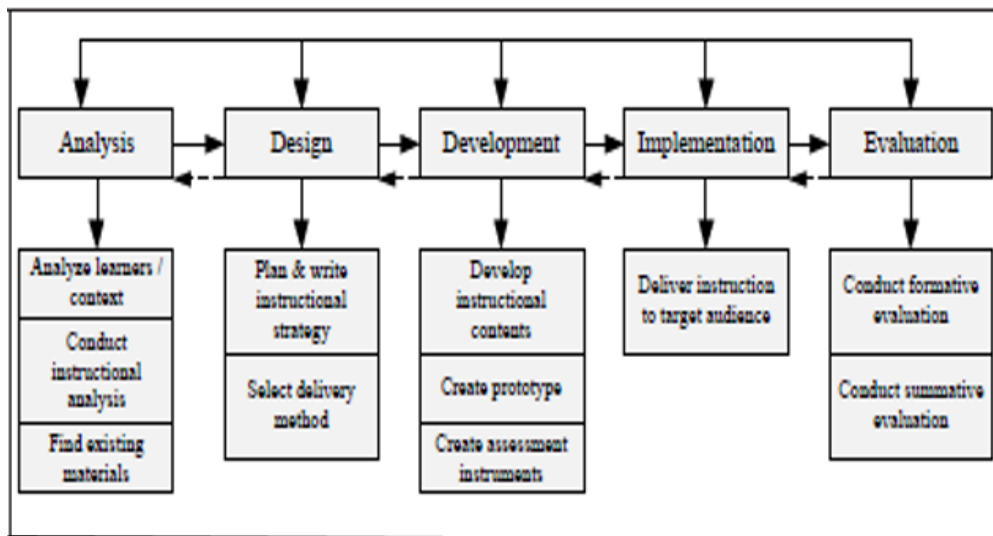 Analysis
Design
Development
Implementation
Evaluation
Analyze learners /
context
Conduct
instructional
analysis
Find existing
materials
Plan & write
instructional
strategy
Select delivery
method
Develop
instructional
contents
Create prototype
Create assessment
instruments
Deliver instruction
to target audience
Conduct formative
evaluation
Conduct summative
evaluation